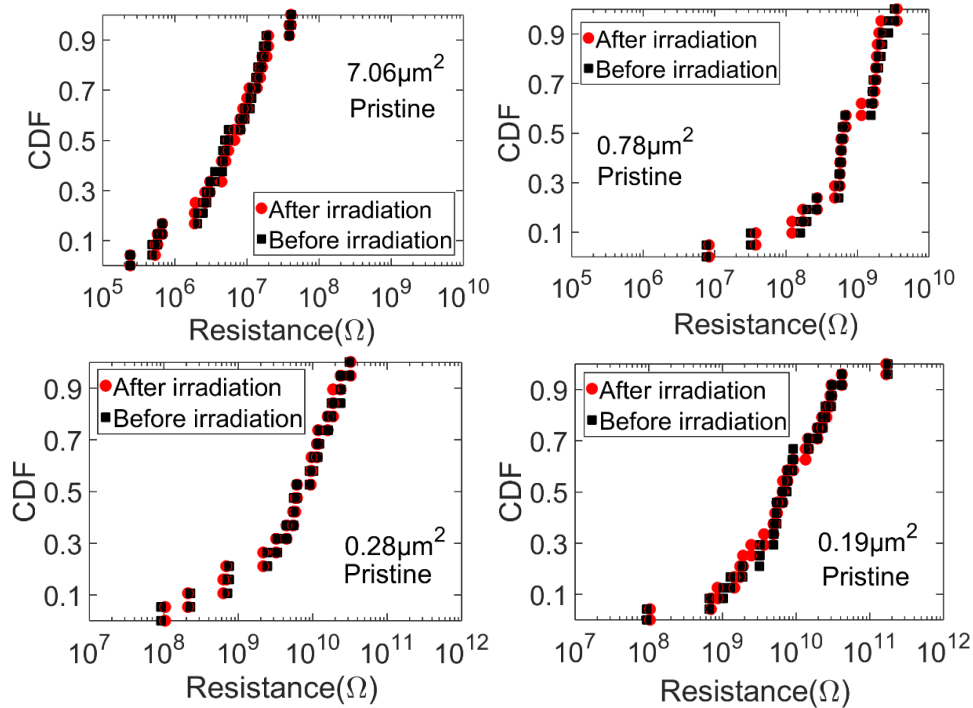 0.9
0.7
0.5
0.3
0.1
CDF
7.06µm²
Pristine
After irradiation
Before irradiation
10⁵ 10⁶ 10⁷ 10⁸ 10⁹ 10¹⁰
Resistance(Ω)
0.9
0.7
0.5
0.3
0.1
CDF
After irradiation
Before irradiation
0.78µm²
Pristine
10⁵ 10⁶ 10⁷ 10⁸ 10⁹ 10¹⁰
Resistance(Ω)
0.9
0.7
0.5
0.3
0.1
CDF
After irradiation
Before irradiation
0.28µm²
Pristine
10⁷ 10⁸ 10⁹ 10¹⁰ 10¹¹ 10¹²
Resistance(Ω)
0.9
0.7
0.5
0.3
0.1
CDF
After irradiation
Before irradiation
0.19µm²
Pristine
10⁷ 10⁸ 10⁹ 10¹⁰ 10¹¹ 10¹²
Resistance(Ω)